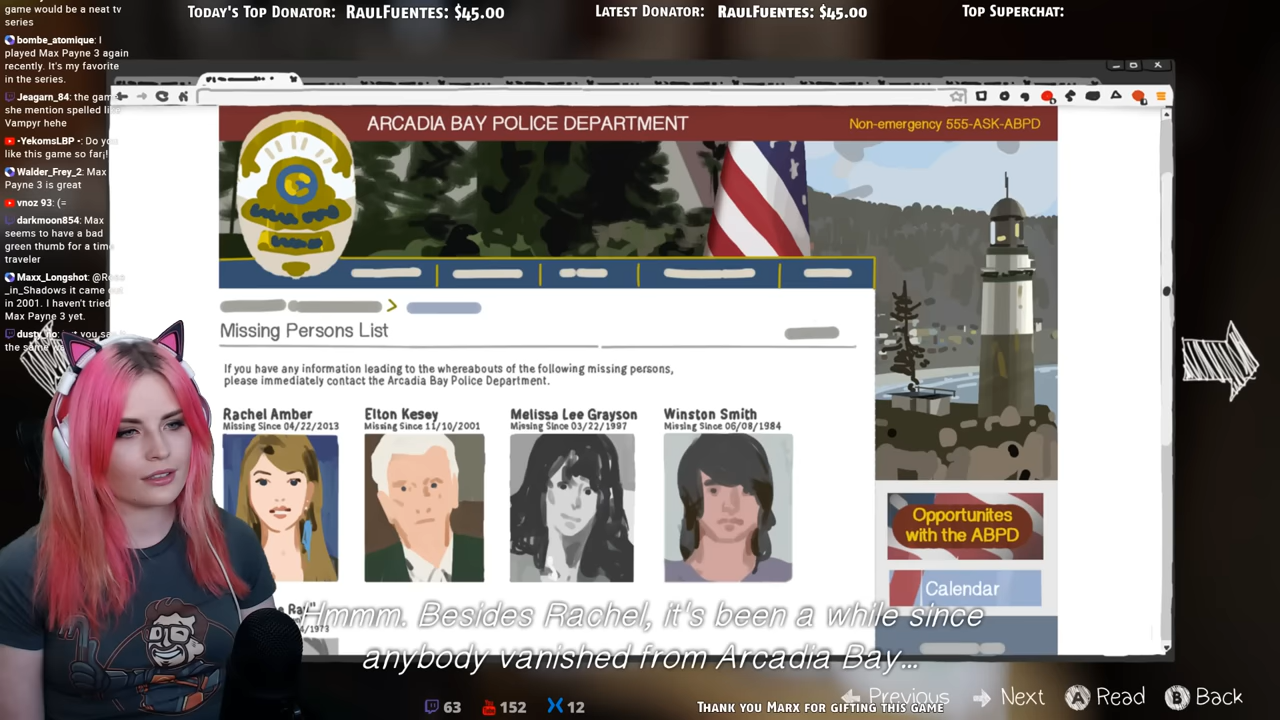 TODAY'S TOP DONATOR: RAULFUENTES: $45.00
LATEST DONATOR: RAULFUENTES: $45.00
TOP SUPERCHAT:
game would be a neat tv
series
bombe_atomique: I
played Max Payne 3 again
recently. It's my favorite
in the series.
Jeagarn_84: the game
she mention spelled like
Vampyr hehe
-YekomsLBP -: Do you
like this game so far¡
Walder_Frey_2: Max
Payne 3 is great
vnoz 93: (=
darkmoon854: Max
seems to have a bad
green thumb for a time
traveler
Maxx_Longshot: @Ross
_in_Shadows it came out
in 2001. I haven't tried
Max Payne 3 yet.
you
the
ARCADIA BAY POLICE DEPARTMENT
Non-emergency 555-ASK-ABPD
Missing Persons List
If you have any information leading to the whereabouts of the following missing persons,
please immediately contact the Arcadia Bay Police Department.
Rachel Amber
Missing Since 04/22/2013
Elton Kesey
Missing Since 11/10/2001
Melissa Lee Grayson
Missing Since 03/22/1997
Winston Smith
Missing Since 06/08/1984
Opportunites
with the ABPD
Calendar
Hmmm. Besides Rachel, it's been a while since
anybody vanished from Arcadia Bay...
Previous
Next
A Read
B Back
63
152
12
THANK YOU MARX FOR GIFTING THIS GAME